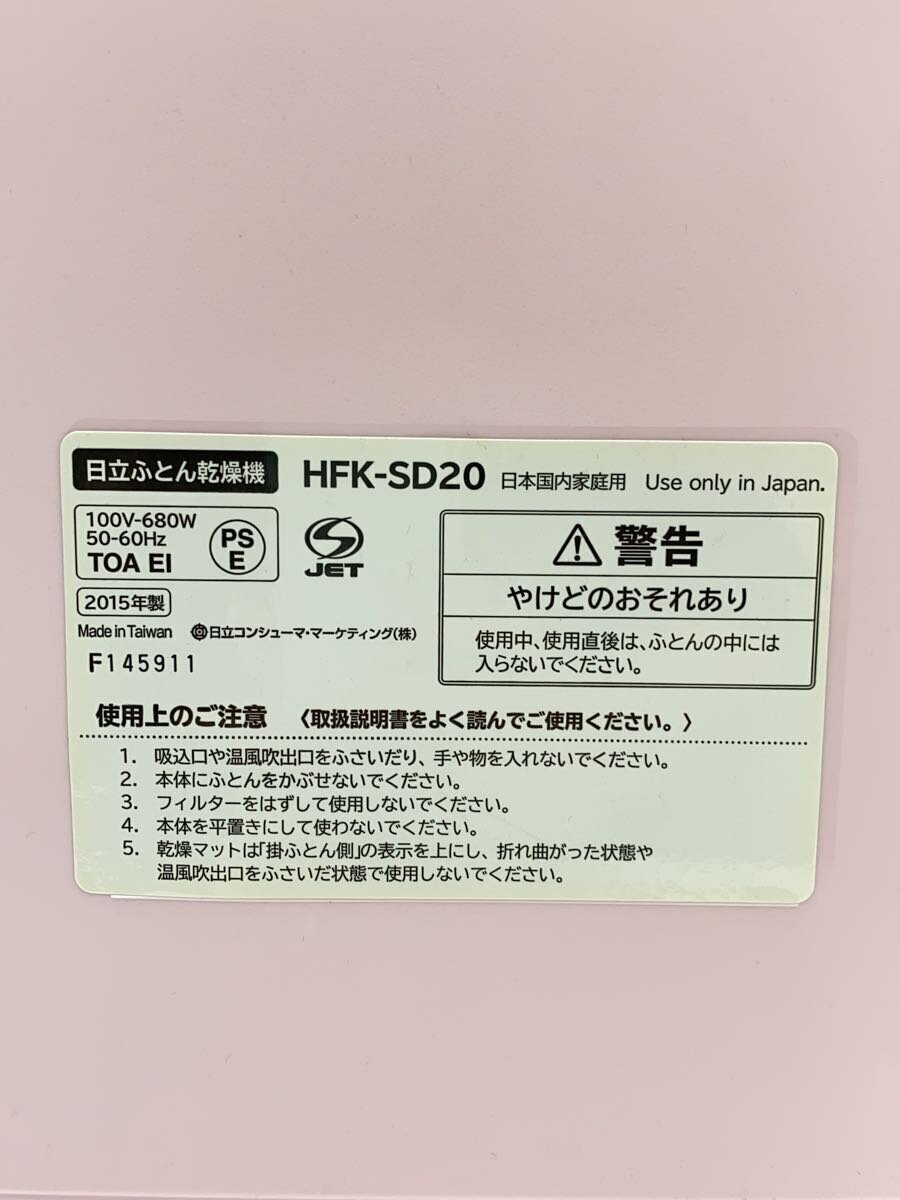 日立ふとん乾燥機 HFK-SD20 日本国内家庭用 Use only in Japan.
100V-680W
50-60Hz
TOA EI
PS
E
JET
2015年製
Made in Taiwan 日立コンシューマ・マーケティング(株)
F145911
警告
やけどのおそれあり
使用中、使用直後は、ふとんの中には
入らないでください。
使用上のご注意 〈取扱説明書をよく読んでご使用ください。〉
1. 吸込口や温風吹出口をふさいだり、手や物を入れないでください。
2. 本体にふとんをかぶせないでください。
3. フィルターをはずして使用しないでください。
4. 本体を平置きにして使わないでください。
5. 乾燥マットは「掛ふとん側」の表示を上にし、折れ曲がった状態や
温風吹出口をふさいだ状態で使用しないでください。